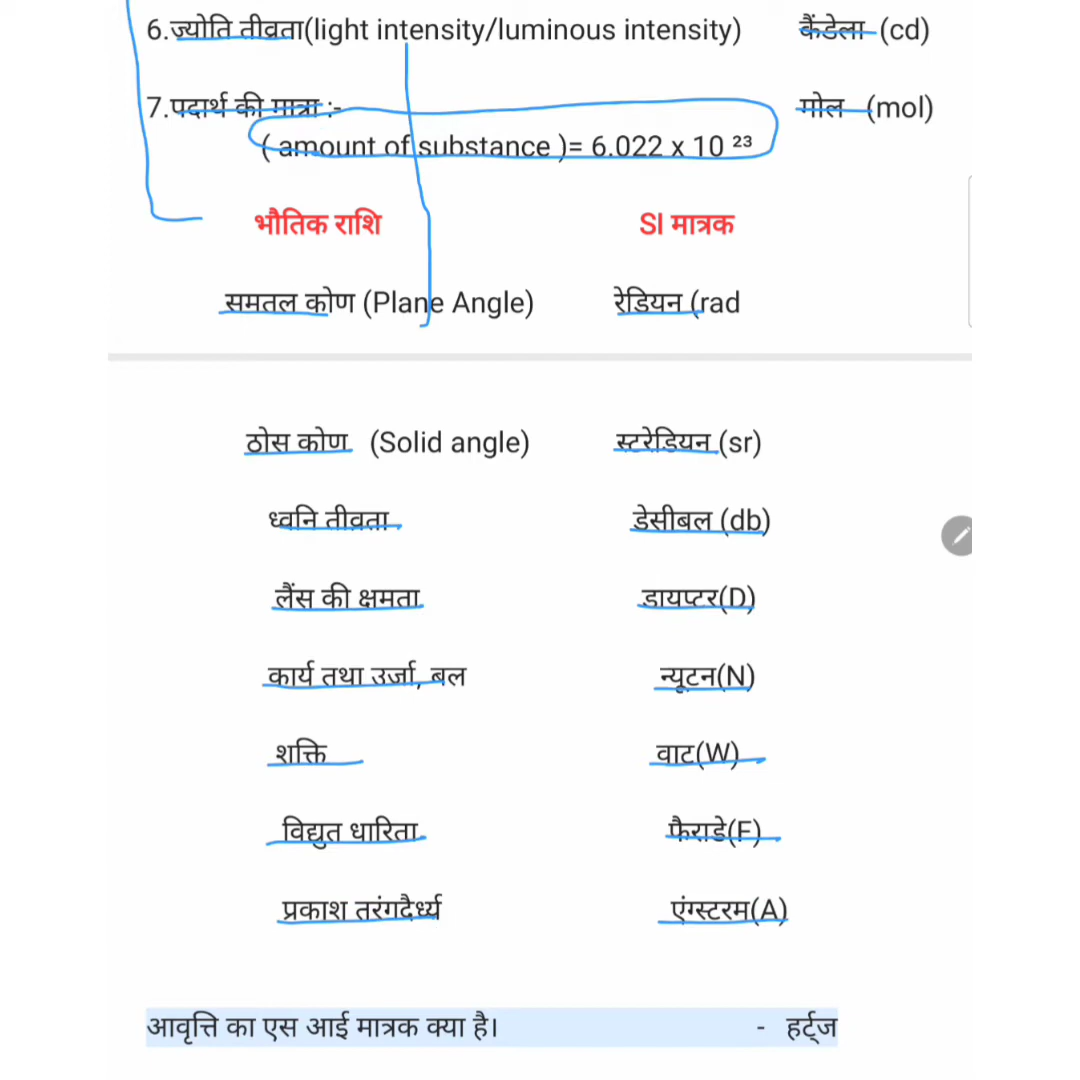 6.ज्योति तीव्रता(light intensity/luminous intensity) कैंडेला (cd)
7.पदार्थ की मात्रा :- मोल (mol)
( amount of substance )= 6.022 x 10 ²³
भौतिक राशि SI मात्रक
समतल कोण (Plane Angle) रेडियन (rad
ठोस कोण (Solid angle) स्टरेडियन (sr)
ध्वनि तीव्रता डेसीबल (db)
लैंस की क्षमता डायप्टर(D)
कार्य तथा उर्जा, बल न्यूटन(N)
शक्ति वाट(W)
विद्युत धारिता फैराडे(F)
प्रकाश तरंगदैर्ध्य एंग्स्टरम(A)
आवृत्ति का एस आई मात्रक क्या है। - हर्ट्ज